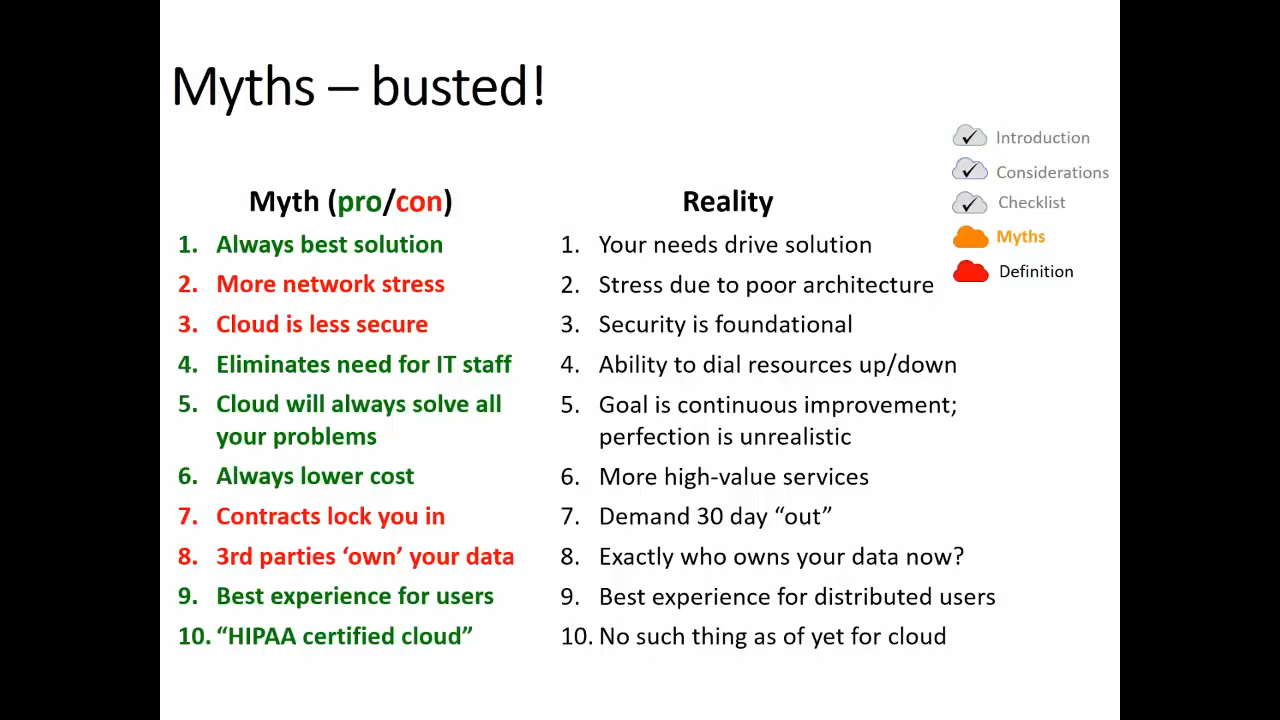 Myths – busted!
Introduction
Considerations
Checklist
Myths
Definition
Myth (pro/con)
1. Always best solution
2. More network stress
3. Cloud is less secure
4. Eliminates need for IT staff
5. Cloud will always solve all
your problems
6. Always lower cost
7. Contracts lock you in
8. 3rd parties ‘own’ your data
9. Best experience for users
10. “HIPAA certified cloud”
Reality
1. Your needs drive solution
2. Stress due to poor architecture
3. Security is foundational
4. Ability to dial resources up/down
5. Goal is continuous improvement;
perfection is unrealistic
6. More high-value services
7. Demand 30 day “out”
8. Exactly who owns your data now?
9. Best experience for distributed users
10. No such thing as of yet for cloud